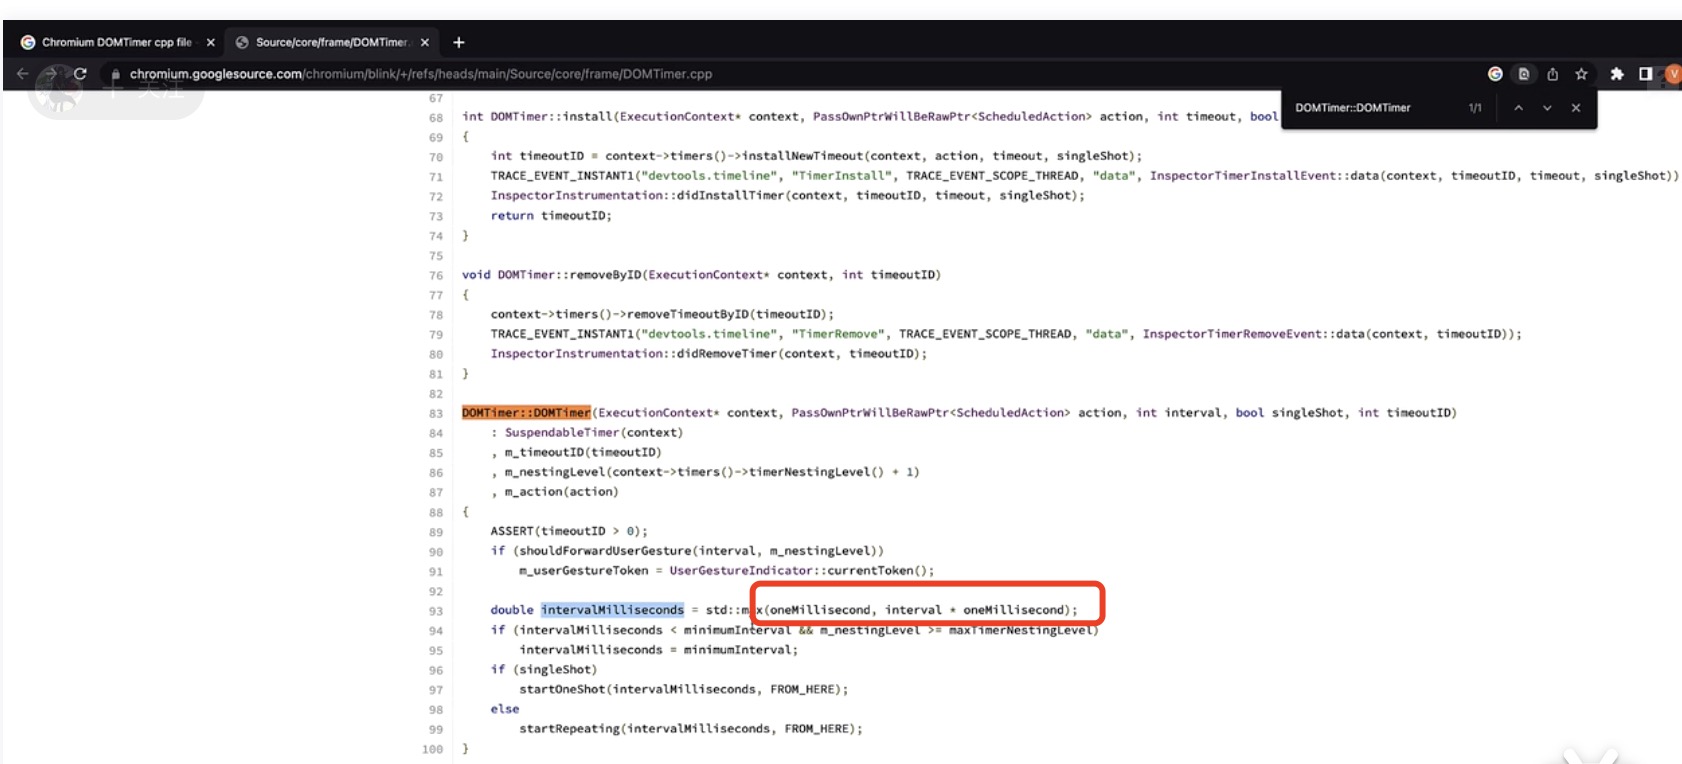 Chromium DOMTimer cpp file
Source/core/frame/DOMTimer.
chromium.googlesource.com/chromium/blink/+/refs/heads/main/Source/core/frame/DOMTimer.cpp
V
关注
DOMTimer::DOMTimer 1/1
67
68 int DOMTimer::install(ExecutionContext* context, PassOwnPtrWillBeRawPtr<ScheduledAction> action, int timeout, bool
69 {
70 int timeoutID = context->timers()->installNewTimeout(context, action, timeout, singleShot);
71 TRACE_EVENT_INSTANT1("devtools.timeline", "TimerInstall", TRACE_EVENT_SCOPE_THREAD, "data", InspectorTimerInstallEvent::data(context, timeoutID, timeout, singleShot))
72 InspectorInstrumentation::didInstallTimer(context, timeoutID, timeout, singleShot);
73 return timeoutID;
74 }
75
76 void DOMTimer::removeByID(ExecutionContext* context, int timeoutID)
77 {
78 context->timers()->removeTimeoutByID(timeoutID);
79 TRACE_EVENT_INSTANT1("devtools.timeline", "TimerRemove", TRACE_EVENT_SCOPE_THREAD, "data", InspectorTimerRemoveEvent::data(context, timeoutID));
80 InspectorInstrumentation::didRemoveTimer(context, timeoutID);
81 }
82
83 DOMTimer::DOMTimer(ExecutionContext* context, PassOwnPtrWillBeRawPtr<ScheduledAction> action, int interval, bool singleShot, int timeoutID)
84 : SuspendableTimer(context)
85 , m_timeoutID(timeoutID)
86 , m_nestingLevel(context->timers()->timerNestingLevel() + 1)
87 , m_action(action)
88 {
89 ASSERT(timeoutID > 0);
90 if (shouldForwardUserGesture(interval, m_nestingLevel))
91 m_userGestureToken = UserGestureIndicator::currentToken();
92
93 double intervalMilliseconds = std::max(oneMillisecond, interval * oneMillisecond);
94 if (intervalMilliseconds < minimumInterval && m_nestingLevel >= maxTimerNestingLevel)
95 intervalMilliseconds = minimumInterval;
96 if (singleShot)
97 startOneShot(intervalMilliseconds, FROM_HERE);
98 else
99 startRepeating(intervalMilliseconds, FROM_HERE);
100 }